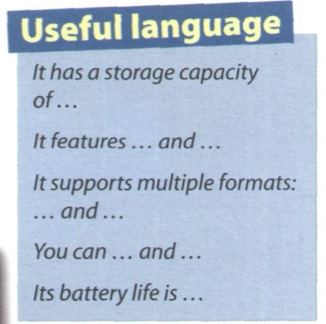 Useful language
It has a storage capacity
of ...
It features ... and ...
It supports multiple formats:
... and ...
You can ... and ...
Its battery life is ...